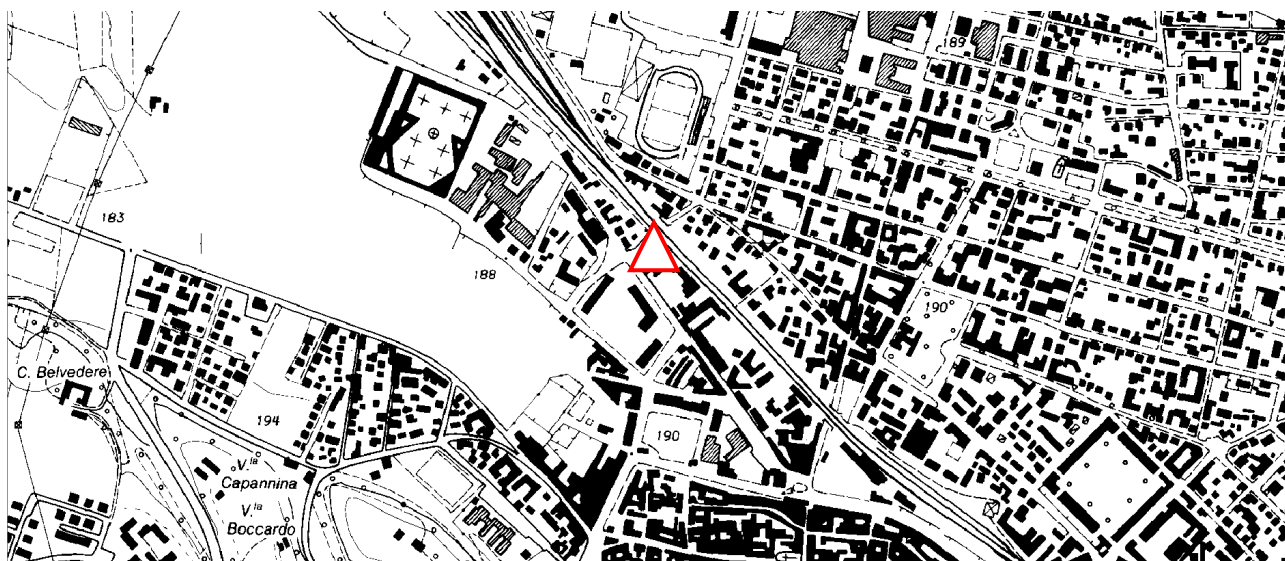 189
183
188
190
C. Belvedere
194
190
V.la
Capannina
V.la
Boccardo